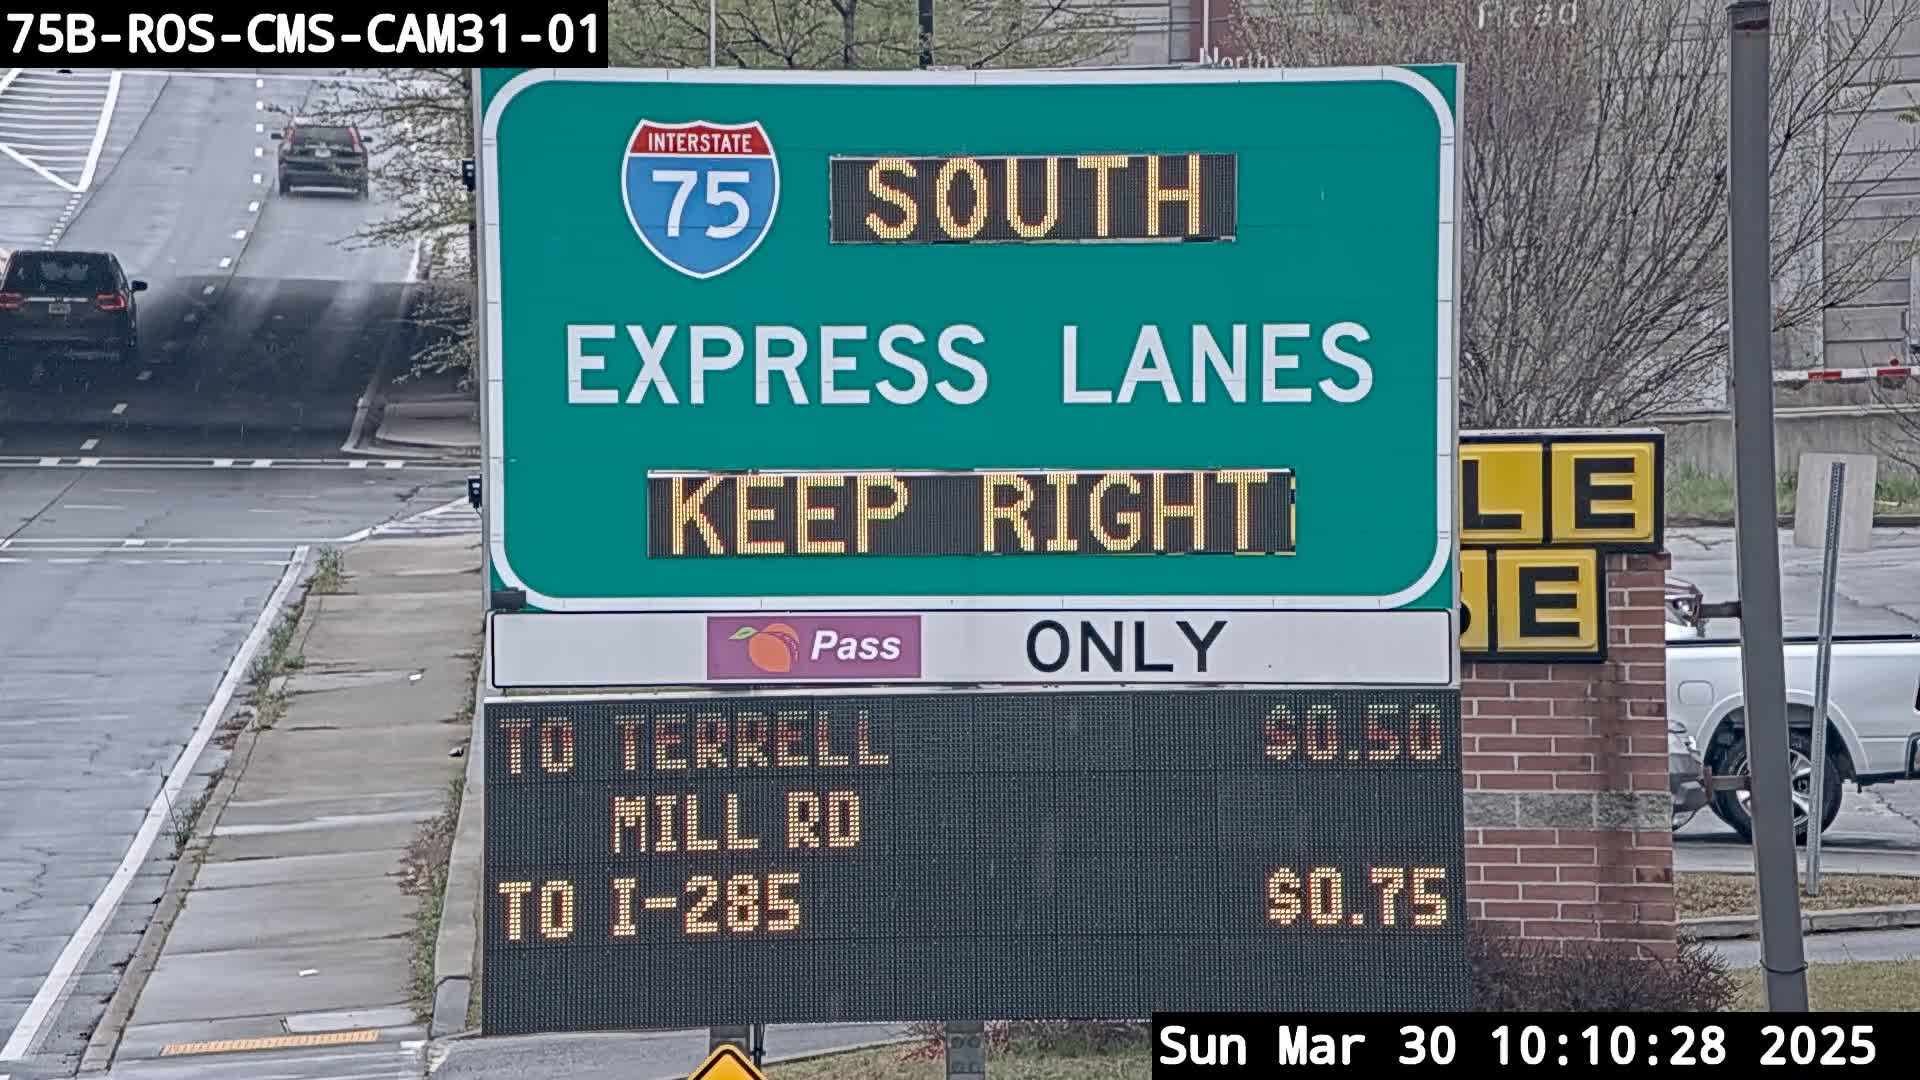 75B-ROS-CMS-CAM31-01
INTERSTATE
75
SOUTH
EXPRESS LANES
KEEP RIGHT
Pass ONLY
TO TERRELL $0.50
MILL RD
TO I-285 $0.75
LE
E
Sun Mar 30 10:10:28 2025